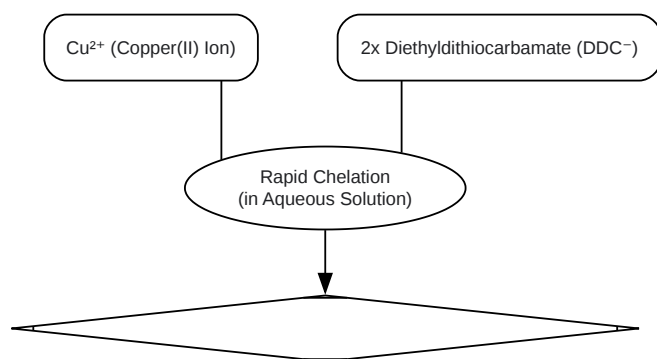 Cu²⁺ (Copper(II) Ion)
2x Diethyldithiocarbamate (DDC⁻)
Rapid Chelation
(in Aqueous Solution)